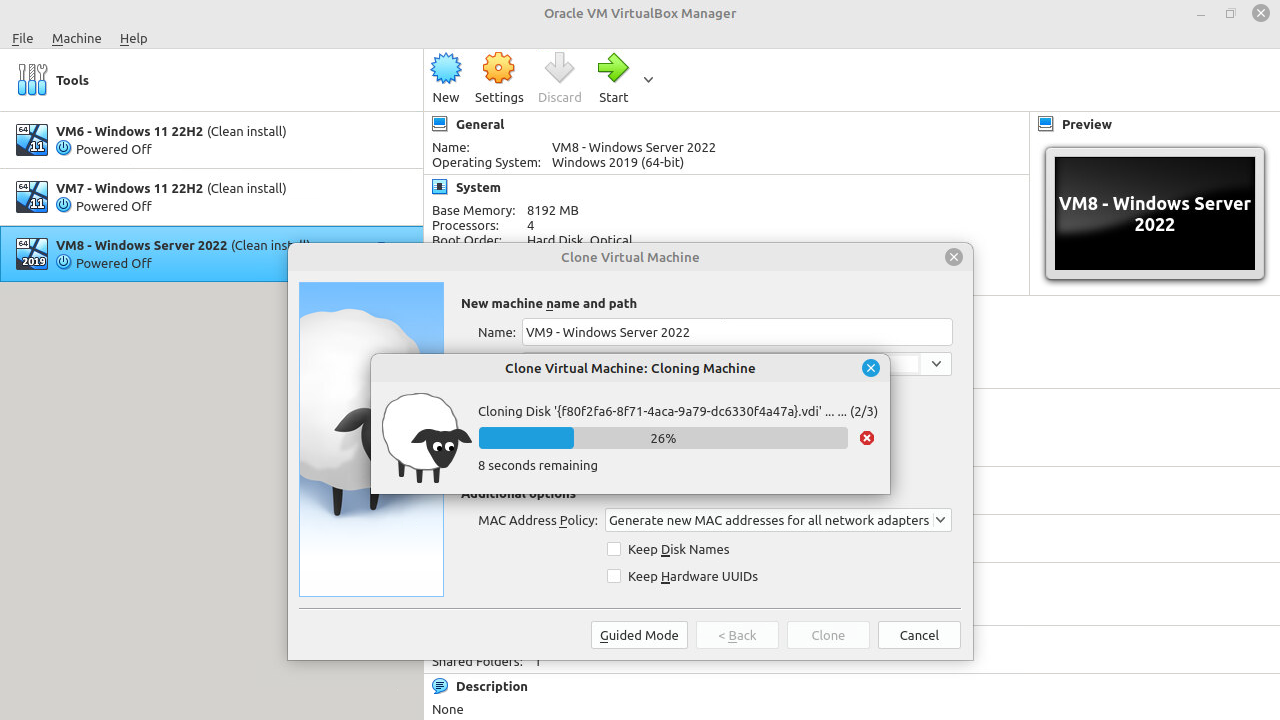 Oracle VM VirtualBox Manager
File Machine Help
Tools
New Settings Discard Start
64 11 VM6 - Windows 11 22H2 (Clean install)
Powered Off
64 11 VM7 - Windows 11 22H2 (Clean install)
Powered Off
64 2019 VM8 - Windows Server 2022 (Clean install)
Powered Off
General
Name: VM8 - Windows Server 2022
Operating System: Windows 2019 (64-bit)
System
Base Memory: 8192 MB
Processors: 4
Boot Order: Hard Disk, Optical
Preview
VM8 - Windows Server
2022
Clone Virtual Machine
New machine name and path
Name: VM9 - Windows Server 2022
Clone Virtual Machine: Cloning Machine
Cloning Disk '{f80f2fa6-8f71-4aca-9a79-dc6330f4a47a}.vdi' ... ... (2/3)
26%
8 seconds remaining
Additional options
MAC Address Policy: Generate new MAC addresses for all network adapters
Keep Disk Names
Keep Hardware UUIDs
Guided Mode < Back Clone Cancel
Shared Folders: 1
Description
None